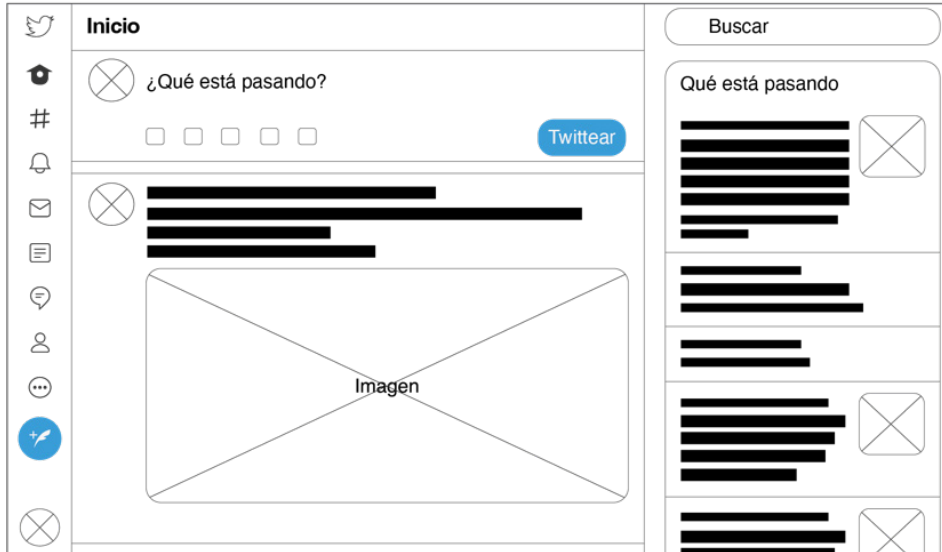 Inicio
¿Qué está pasando?
Twittear
Imagen
Buscar
Qué está pasando